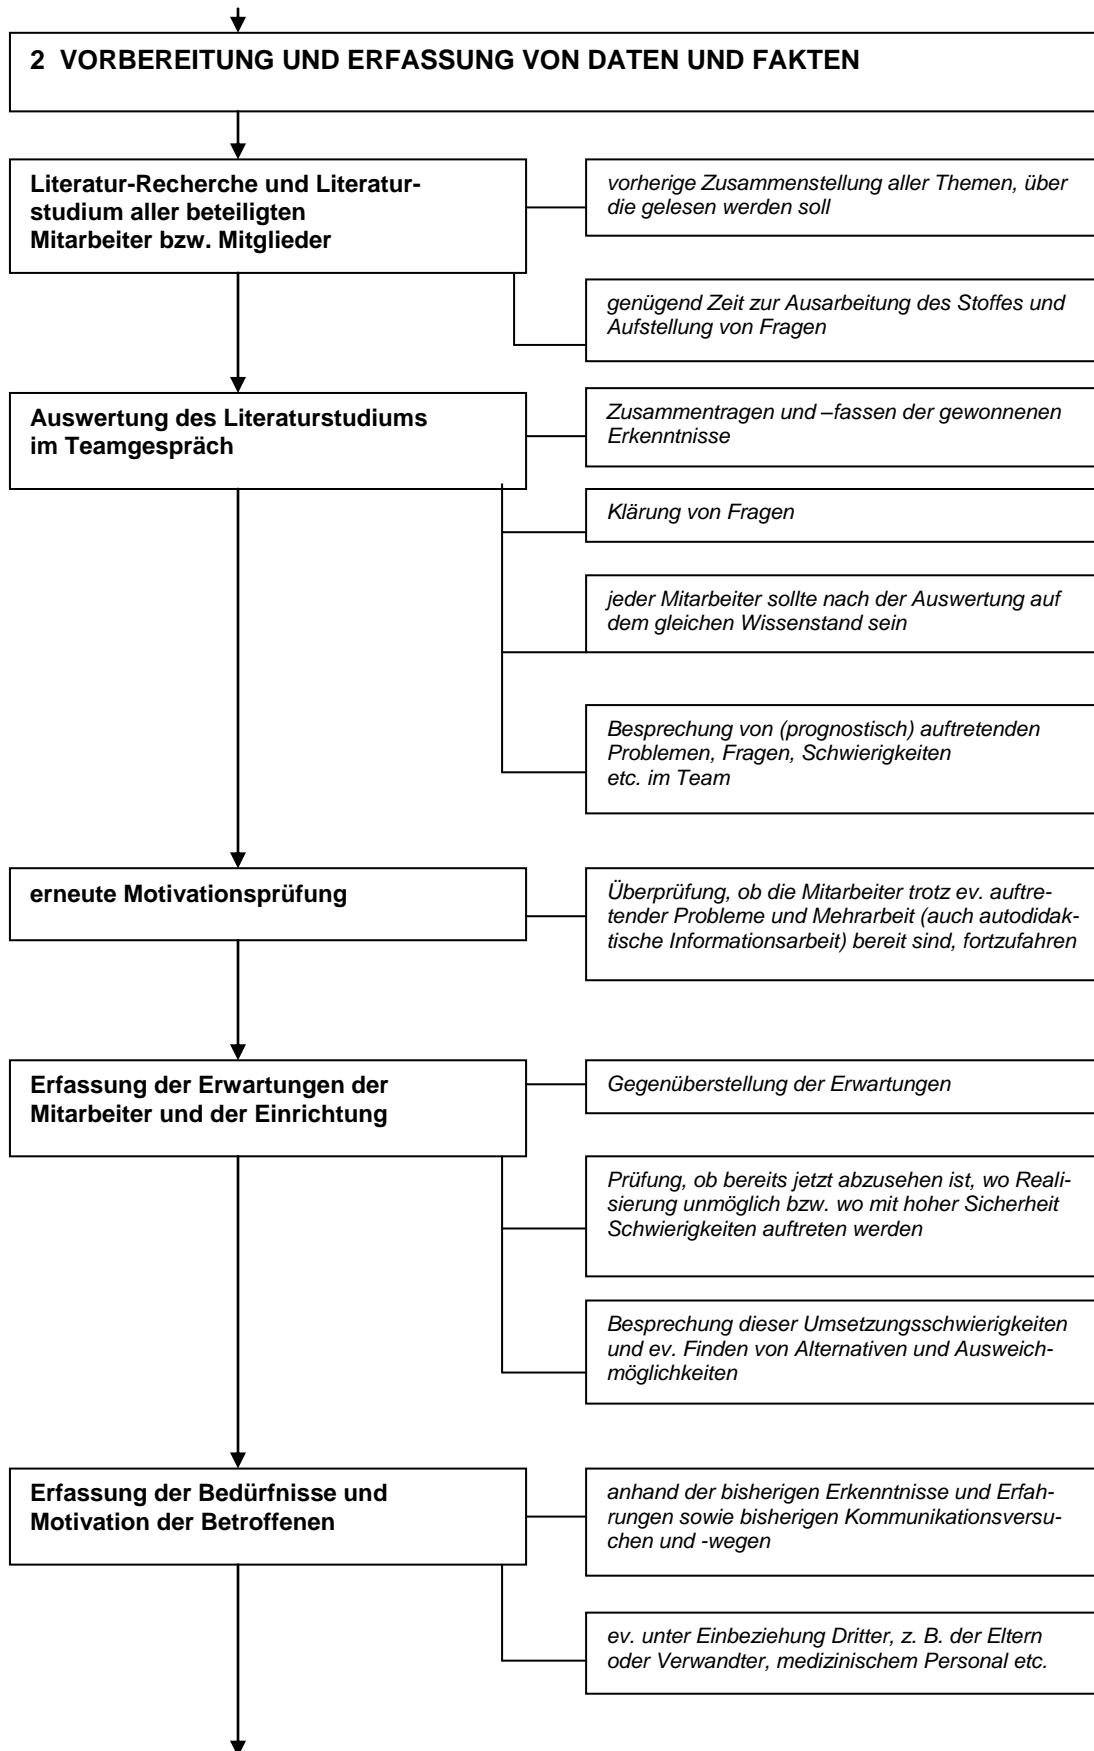 2 VORBEREITUNG UND ERFASSUNG VON DATEN UND FAKTEN
Literatur-Recherche und Literatur-
studium aller beteiligten
Mitarbeiter bzw. Mitglieder
vorherige Zusammenstellung aller Themen, über
die gelesen werden soll
genügend Zeit zur Ausarbeitung des Stoffes und
Aufstellung von Fragen
Auswertung des Literaturstudiums
im Teamgespräch
Zusammentragen und –fassen der gewonnenen
Erkenntnisse
Klärung von Fragen
jeder Mitarbeiter sollte nach der Auswertung auf
dem gleichen Wissenstand sein
Besprechung von (prognostisch) auftretenden
Problemen, Fragen, Schwierigkeiten
etc. im Team
erneute Motivationsprüfung
Überprüfung, ob die Mitarbeiter trotz ev. auftre-
tender Probleme und Mehrarbeit (auch autodidak-
tische Informationsarbeit) bereit sind, fortzufahren
Erfassung der Erwartungen der
Mitarbeiter und der Einrichtung
Gegenüberstellung der Erwartungen
Prüfung, ob bereits jetzt abzusehen ist, wo Reali-
sierung unmöglich bzw. wo mit hoher Sicherheit
Schwierigkeiten auftreten werden
Besprechung dieser Umsetzungsschwierigkeiten
und ev. Finden von Alternativen und Ausweich-
möglichkeiten
Erfassung der Bedürfnisse und
Motivation der Betroffenen
anhand der bisherigen Erkenntnisse und Erfah-
rungen sowie bisherigen Kommunikationsversu-
chen und -wegen
ev. unter Einbeziehung Dritter, z. B. der Eltern
oder Verwandter, medizinischem Personal etc.